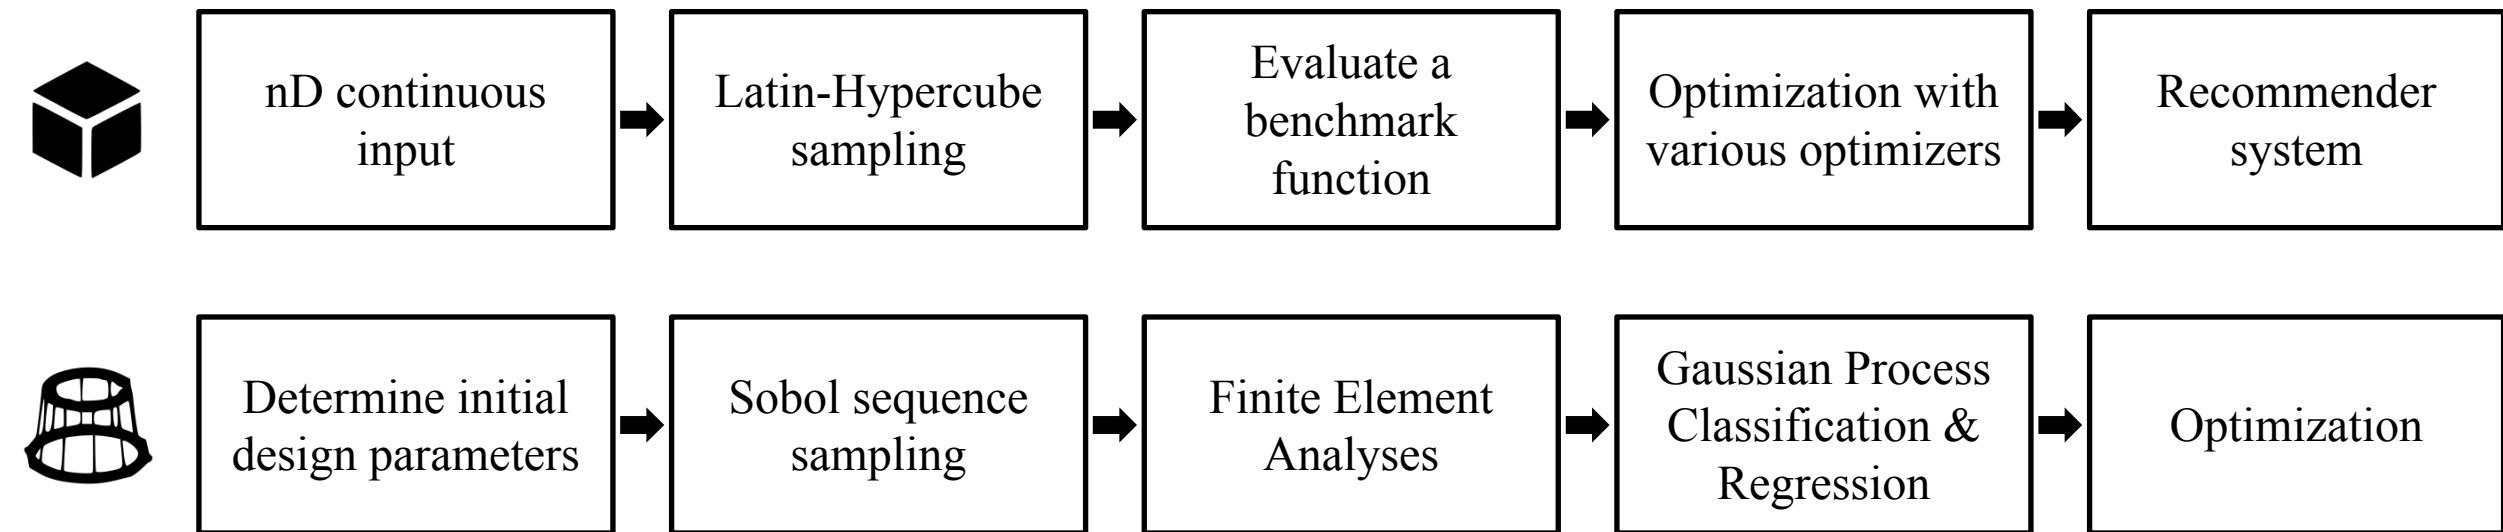 nD continuous
input
Latin-Hypercube
sampling
Evaluate a
benchmark
function
Optimization with
various optimizers
Recommender
system
Determine initial
design parameters
Sobol sequence
sampling
Finite Element
Analyses
Gaussian Process
Classification &
Regression
Optimization